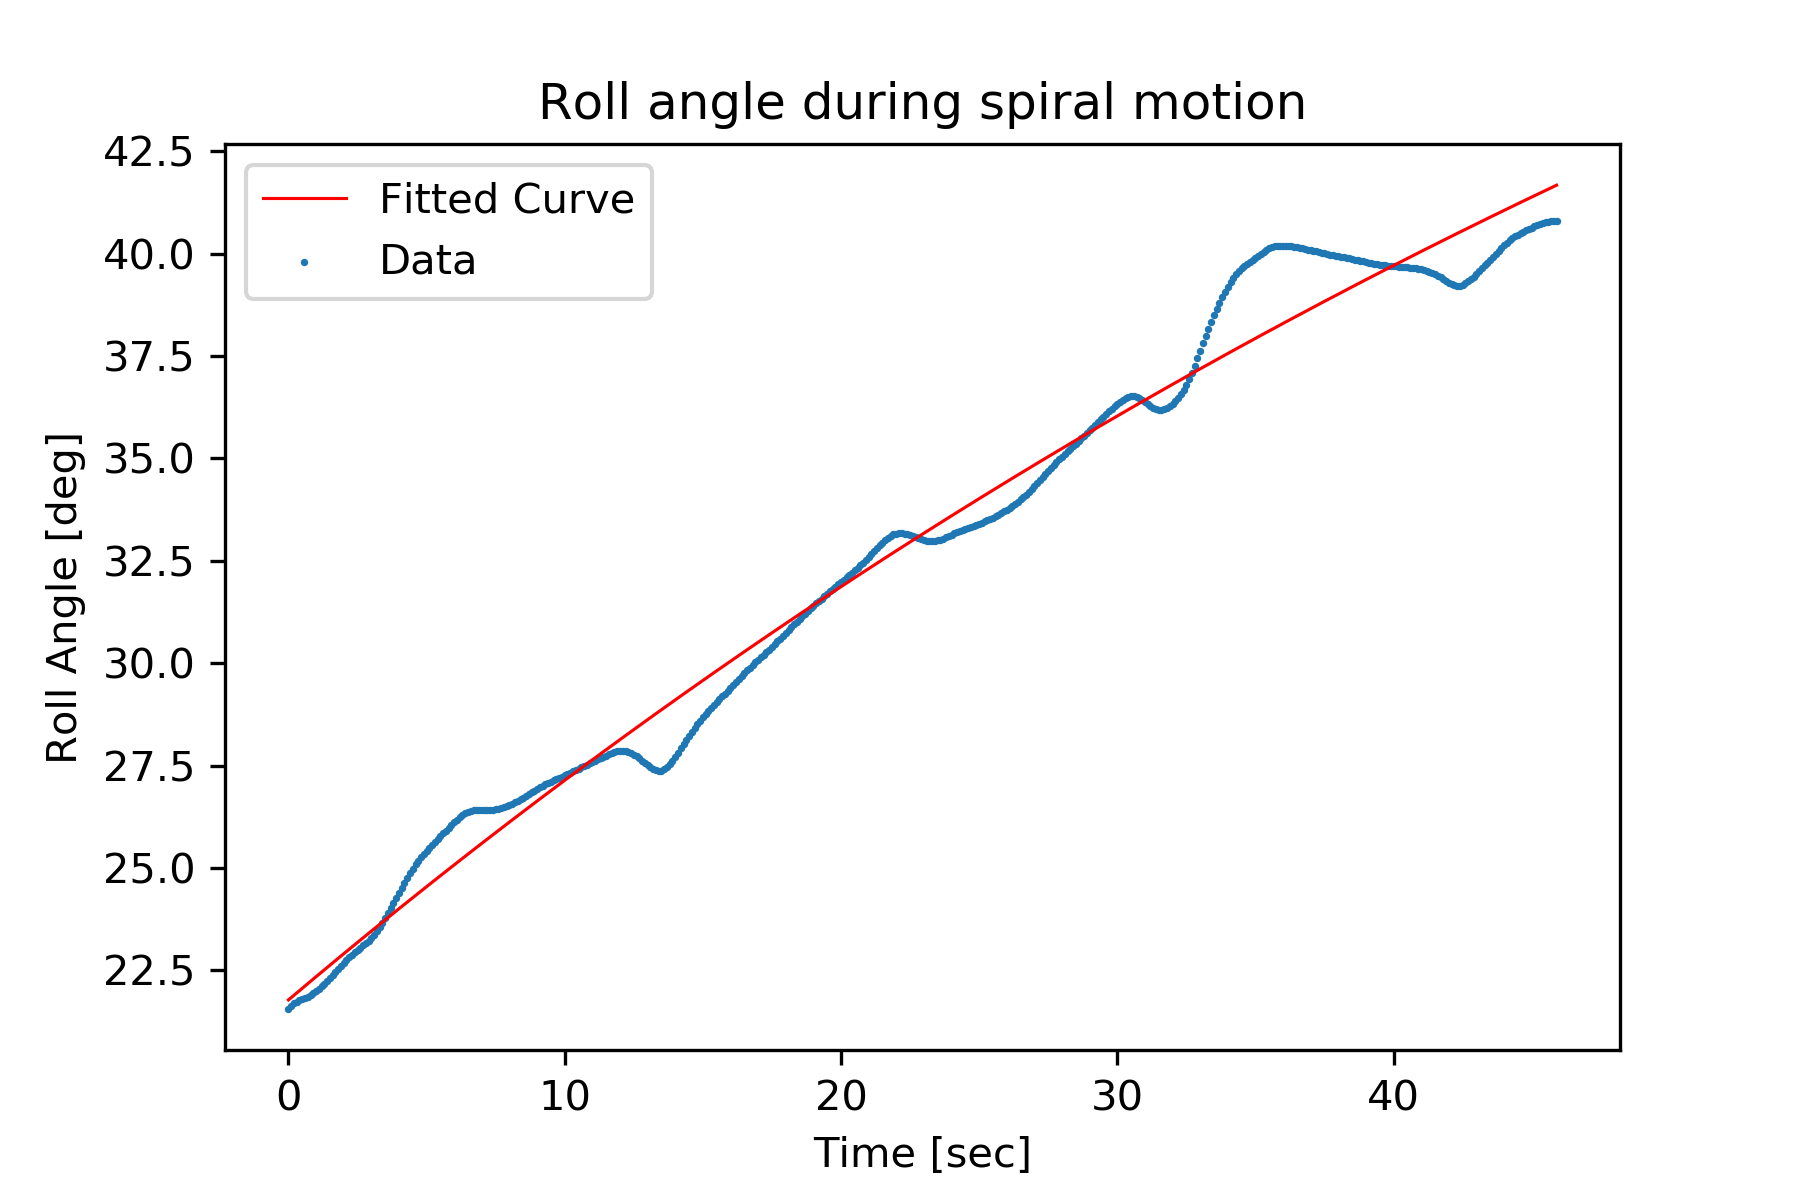 Roll angle during spiral motion
Fitted Curve
Data
42.5
40.0
37.5
35.0
32.5
30.0
27.5
25.0
22.5
Roll Angle [deg]
0 10 20 30 40
Time [sec]